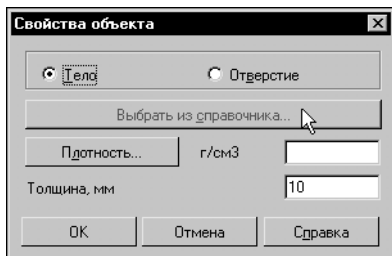 Свойства объекта
Тело Отверстие
Выбрать из справочника...
Плотность... г/см3
Толщина, мм 10
OK Отмена Справка